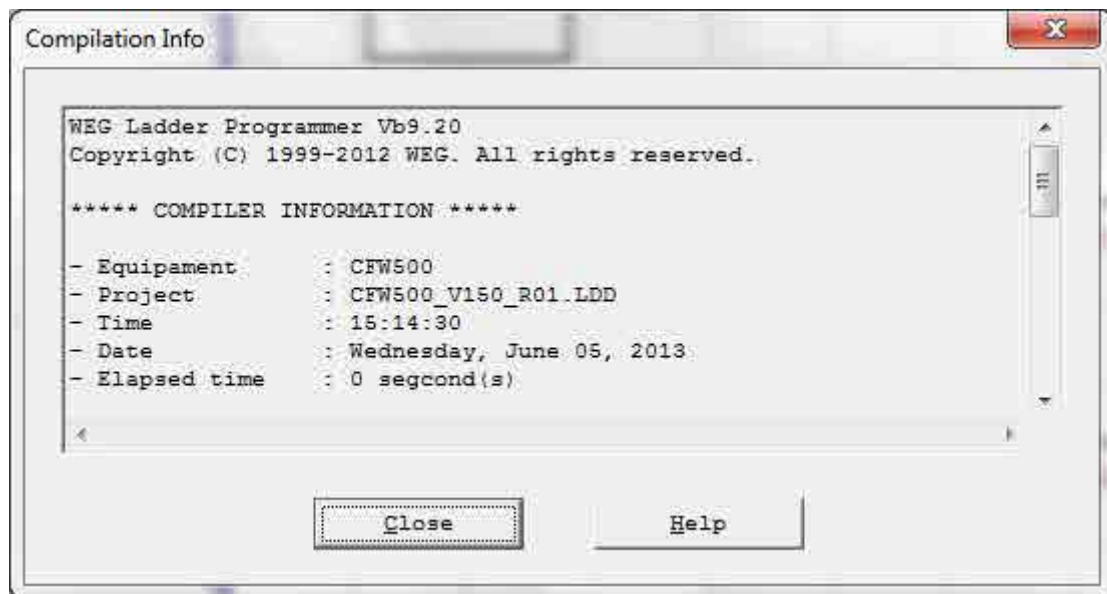 Compilation Info
WEG Ladder Programmer Vb9.20
Copyright (C) 1999-2012 WEG. All rights reserved.
***** COMPILER INFORMATION *****
- Equipament : CFW500
- Project : CFW500_V150_R01.LDD
- Time : 15:14:30
- Date : Wednesday, June 05, 2013
- Elapsed time : 0 segcond(s)
Close Help